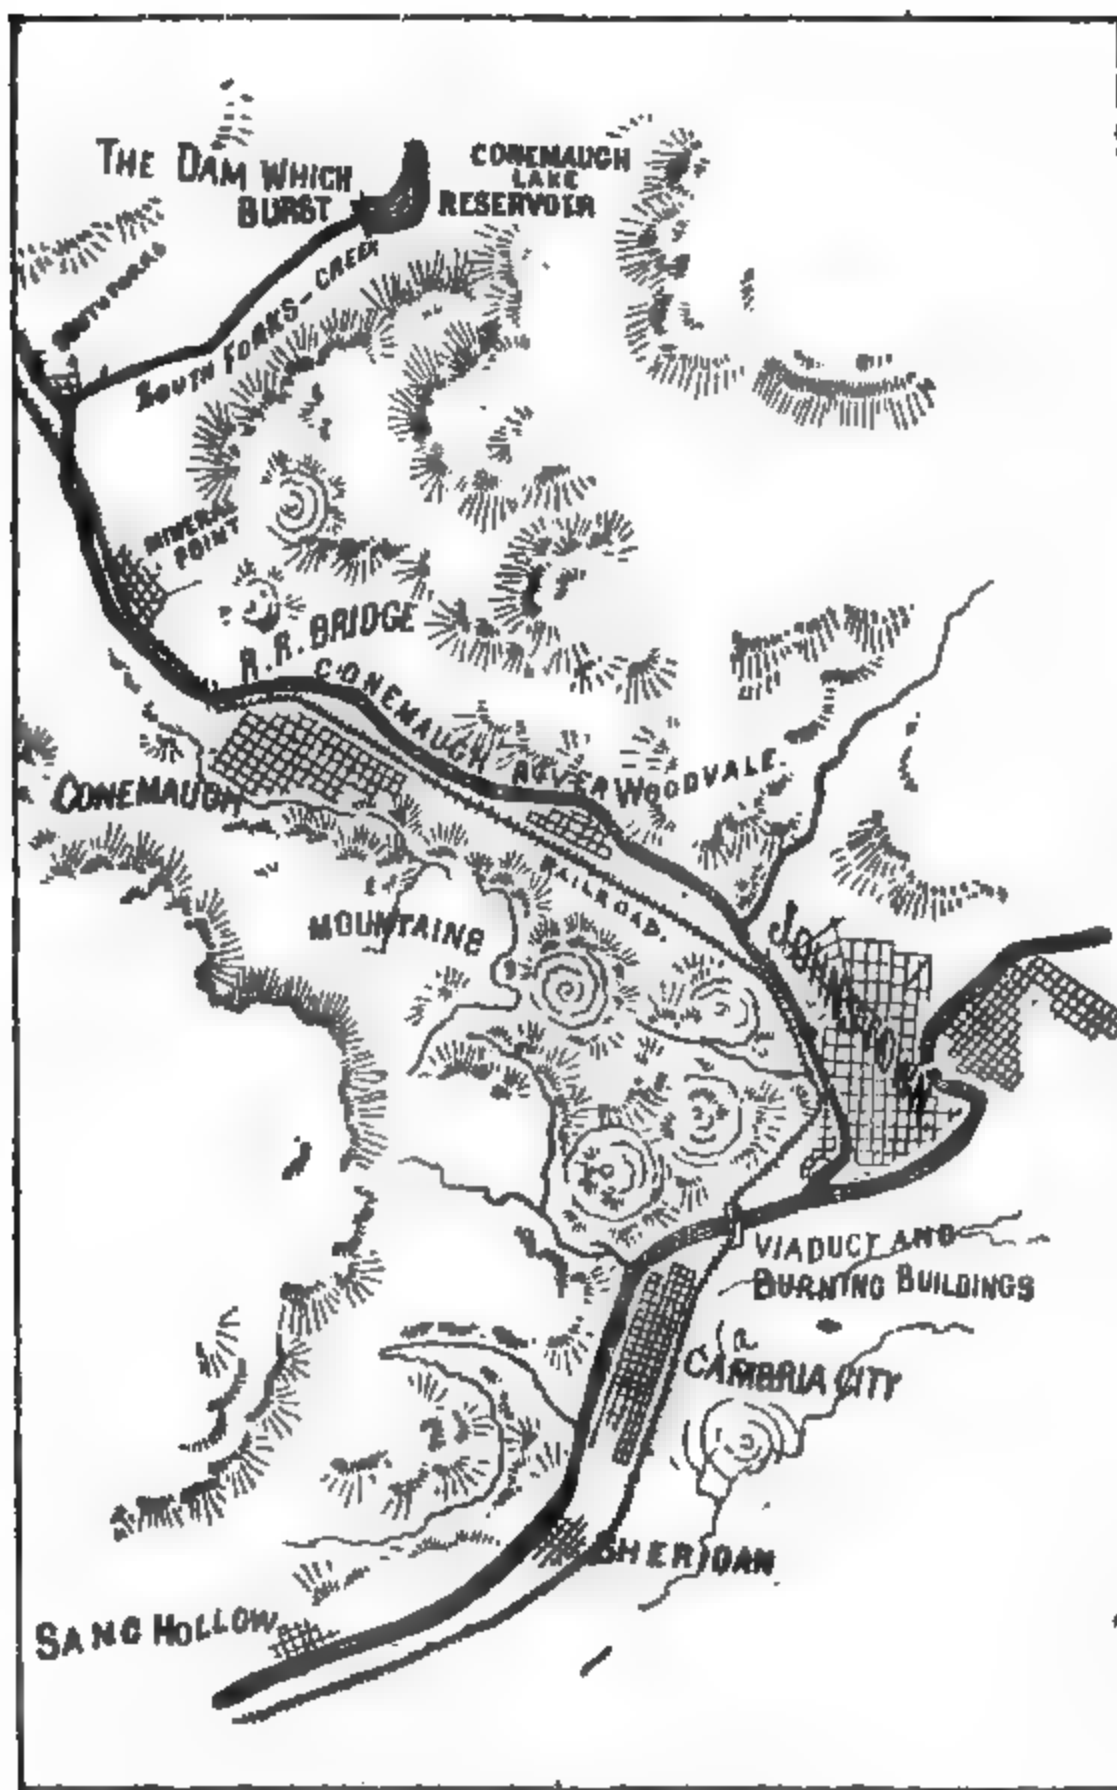 THE DAM WHICH
BURST
CONEMAUGH
LAKE
RESERVOIR
SOUTH FORKS
SOUTH FORKS-CREEK
MINERAL
POINT
R.R. BRIDGE
CONEMAUGH RIVER
WOODVALE.
CONEMAUGH
RAILROAD.
MOUNTAINS
JOHNSTOWN
VIADUCT AND
BURNING BUILDINGS
CAMBRIA CITY
SHERIDAN
SANG HOLLOW